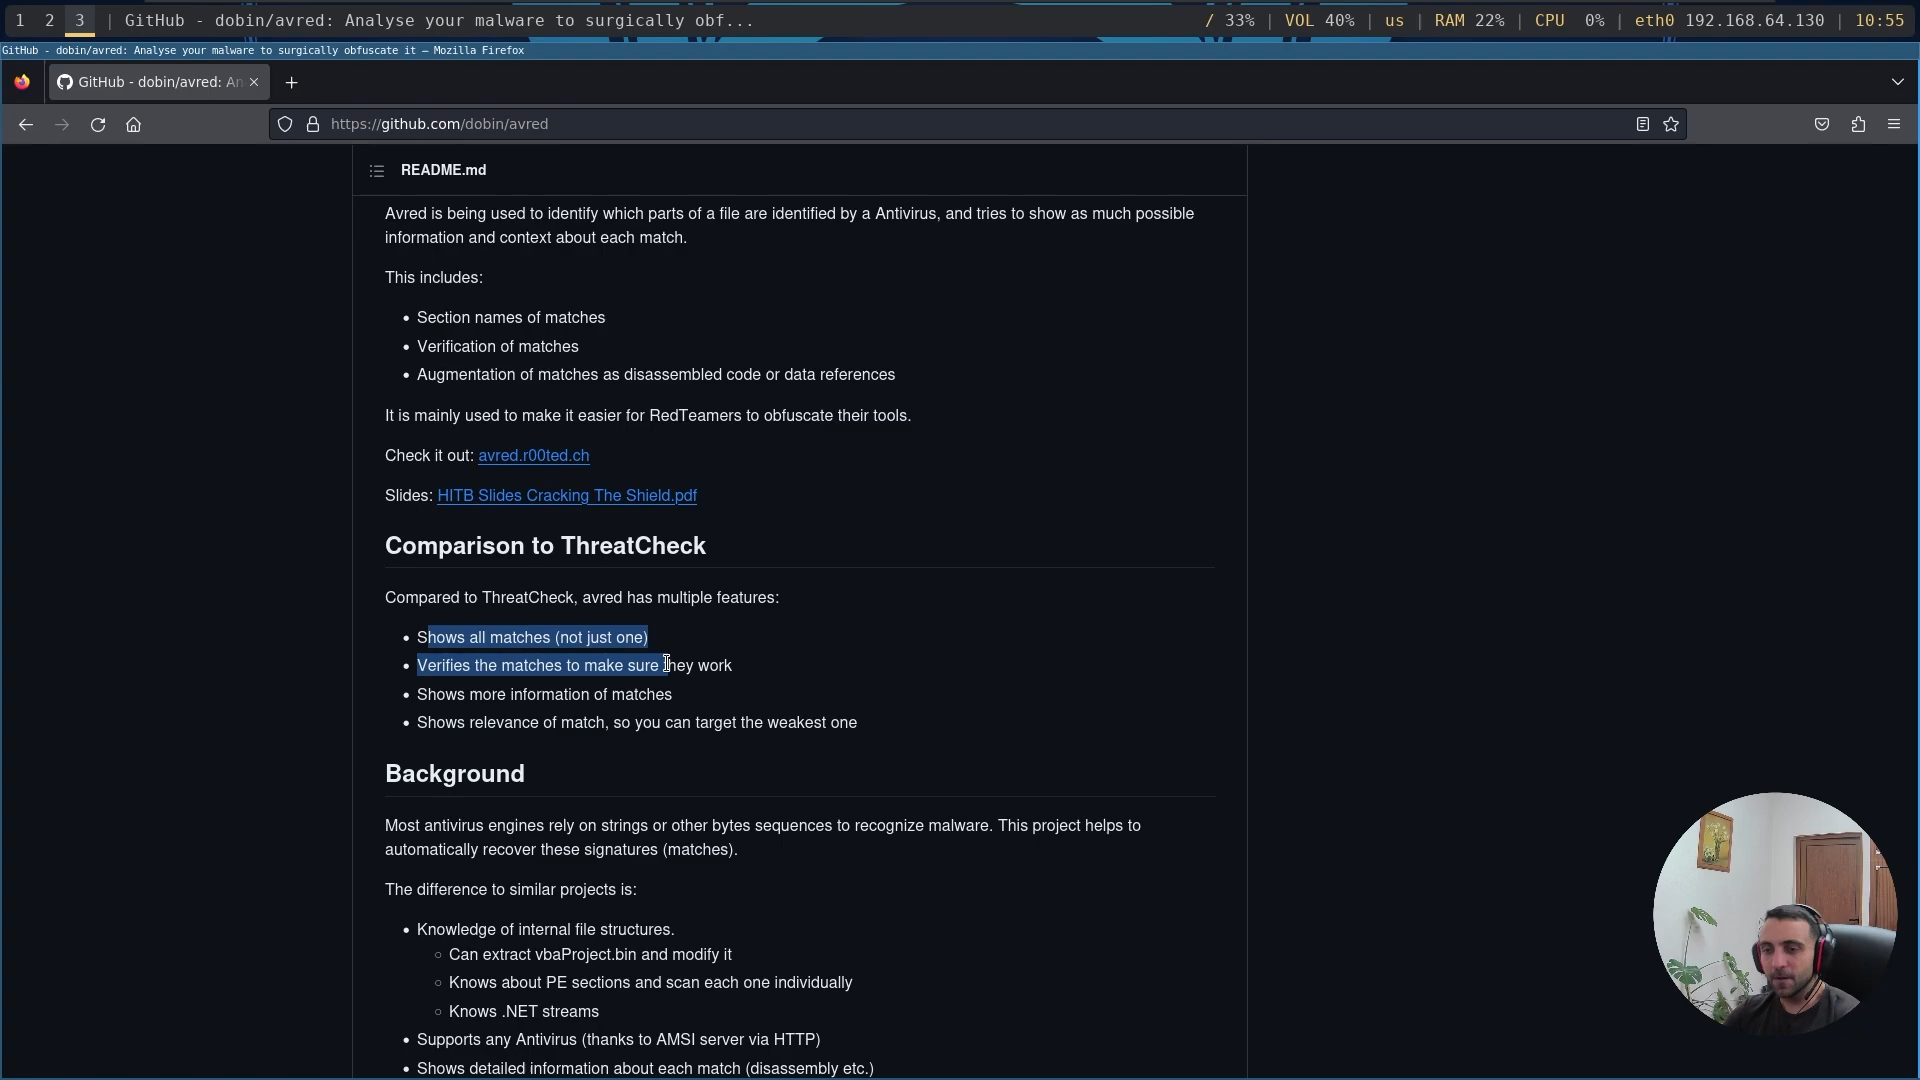 1 2 3 | GitHub - dobin/avred: Analyse your malware to surgically obf... / 33% | VOL 40% | us | RAM 22% | CPU 0% | eth0 192.168.64.130 | 10:55
GitHub - dobin/avred: Analyse your malware to surgically obfuscate it — Mozilla Firefox
GitHub - dobin/avred: An
https://github.com/dobin/avred
README.md
Avred is being used to identify which parts of a file are identified by a Antivirus, and tries to show as much possible
information and context about each match.
This includes:
• Section names of matches
• Verification of matches
• Augmentation of matches as disassembled code or data references
It is mainly used to make it easier for RedTeamers to obfuscate their tools.
Check it out: avred.r00ted.ch
Slides: HITB Slides Cracking The Shield.pdf
Comparison to ThreatCheck
Compared to ThreatCheck, avred has multiple features:
• Shows all matches (not just one)
• Verifies the matches to make sure they work
• Shows more information of matches
• Shows relevance of match, so you can target the weakest one
Background
Most antivirus engines rely on strings or other bytes sequences to recognize malware. This project helps to
automatically recover these signatures (matches).
The difference to similar projects is:
• Knowledge of internal file structures.
◦ Can extract vbaProject.bin and modify it
◦ Knows about PE sections and scan each one individually
◦ Knows .NET streams
• Supports any Antivirus (thanks to AMSI server via HTTP)
• Shows detailed information about each match (disassembly etc.)